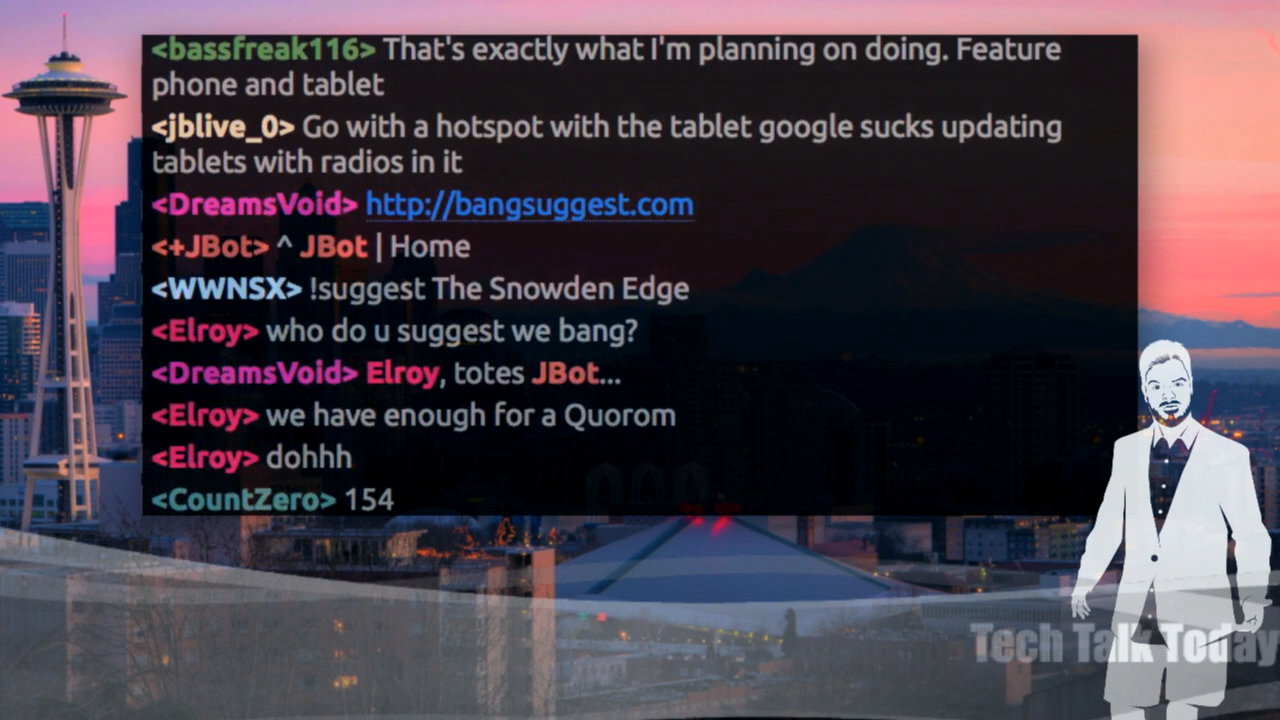 <bassfreak116> That's exactly what I'm planning on doing. Feature
phone and tablet
<jblive_0> Go with a hotspot with the tablet google sucks updating
tablets with radios in it
<DreamsVoid> http://bangsuggest.com
<+JBot> ^ JBot | Home
<WWNSX> !suggest The Snowden Edge
<Elroy> who do u suggest we bang?
<DreamsVoid> Elroy, totes JBot...
<Elroy> we have enough for a Quorom
<Elroy> dohhh
<CountZero> 154
Tech Talk Today